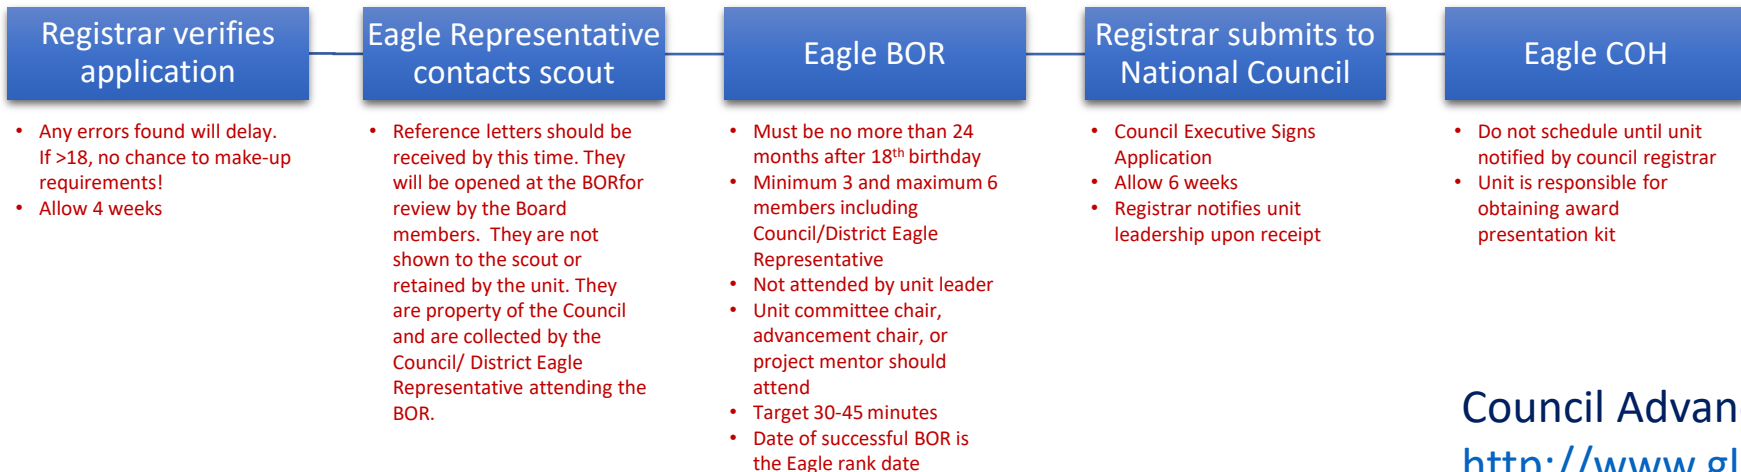 Registrar verifies
application
• Any errors found will delay.
If >18, no chance to make-up
requirements!
• Allow 4 weeks
Eagle Representative
contacts scout
• Reference letters should be
received by this time. They
will be opened at the BORfor
review by the Board
members.  They are not
shown to the scout or
retained by the unit. They
are property of the Council
and are collected by the
Council/ District Eagle
Representative attending the
BOR.
Eagle BOR
• Must be no more than 24
months after 18th birthday
• Minimum 3 and maximum 6
members including
Council/District Eagle
Representative
• Not attended by unit leader
• Unit committee chair,
advancement chair, or
project mentor should
attend
• Target 30-45 minutes
• Date of successful BOR is
the Eagle rank date
Registrar submits to
National Council
• Council Executive Signs
Application
• Allow 6 weeks
• Registrar notifies unit
leadership upon receipt
Eagle COH
• Do not schedule until unit
notified by council registrar
• Unit is responsible for
obtaining award
presentation kit
Council